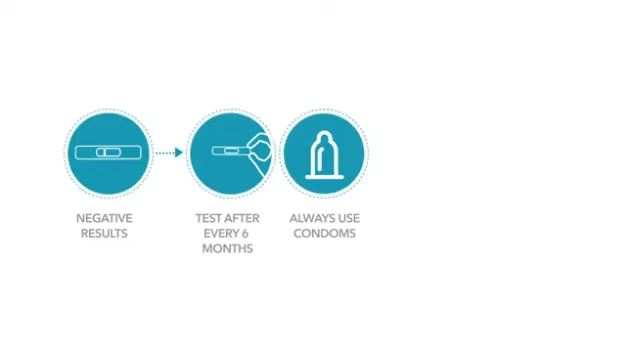 NEGATIVE
RESULTS
TEST AFTER
EVERY 6
MONTHS
ALWAYS USE
CONDOMS